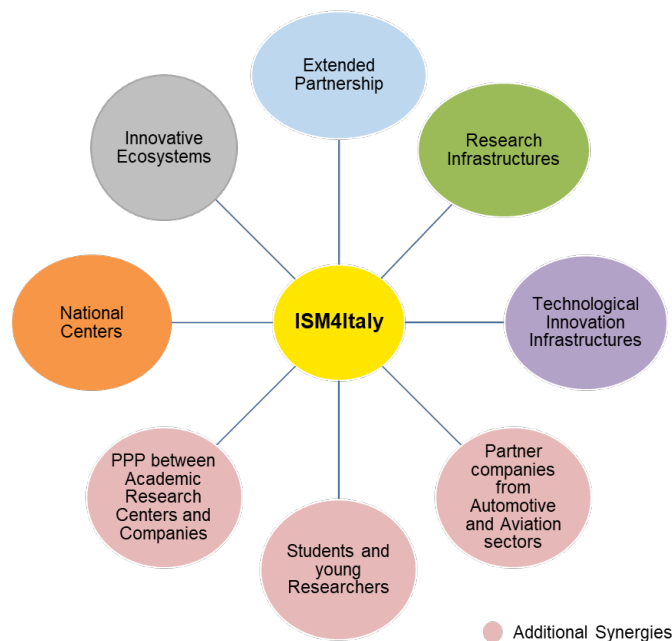 Extended
Partnership
Innovative
Ecosystems
Research
Infrastructures
National
Centers
ISM4Italy
Technological
Innovation
Infrastructures
PPP between
Academic
Research
Centers and
Companies
Students and
young
Researchers
Partner
companies
from
Automotive
and Aviation
sectors
Additional Synergies